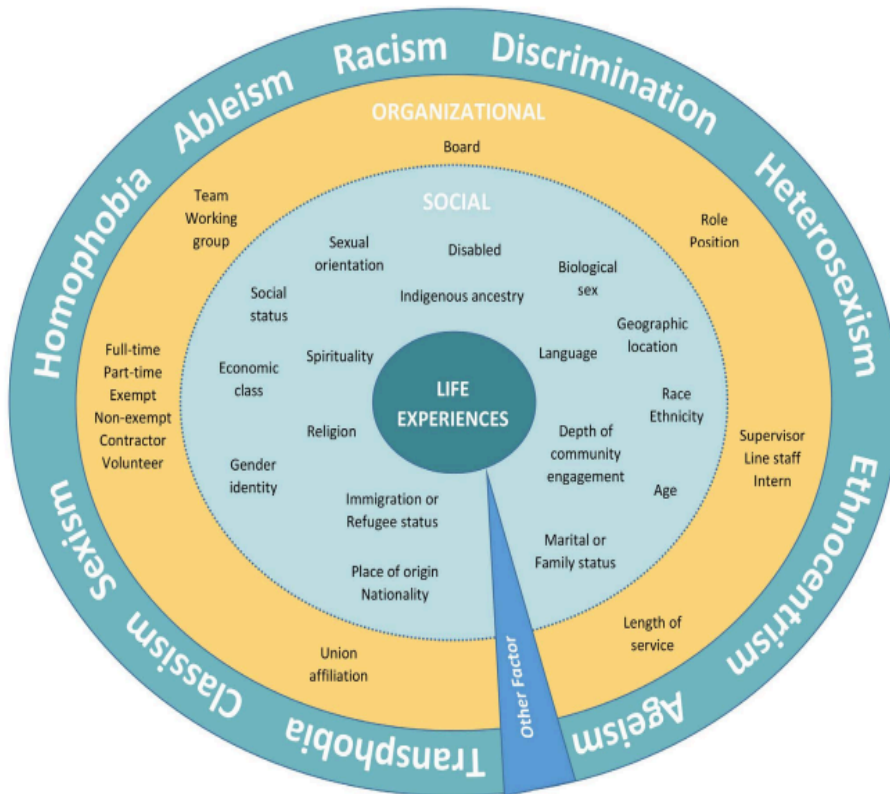 Homophobia Ableism Racism Discrimination Heterosexism Ethnocentrism Ageism Transphobia Classism Sexism
ORGANIZATIONAL
Board
Team
Working
group
Role
Position
Full-time
Part-time
Exempt
Non-exempt
Contractor
Volunteer
Supervisor
Line staff
Intern
Union
affiliation
Length of
service
SOCIAL
Sexual
orientation
Disabled
Biological
sex
Social
status
Indigenous ancestry
Geographic
location
Economic
class
Spirituality
Language
Race
Ethnicity
Religion
Depth of
community
engagement
Gender
identity
Age
Immigration or
Refugee status
Marital or
Family status
Place of origin
Nationality
LIFE
EXPERIENCES
Other Factor